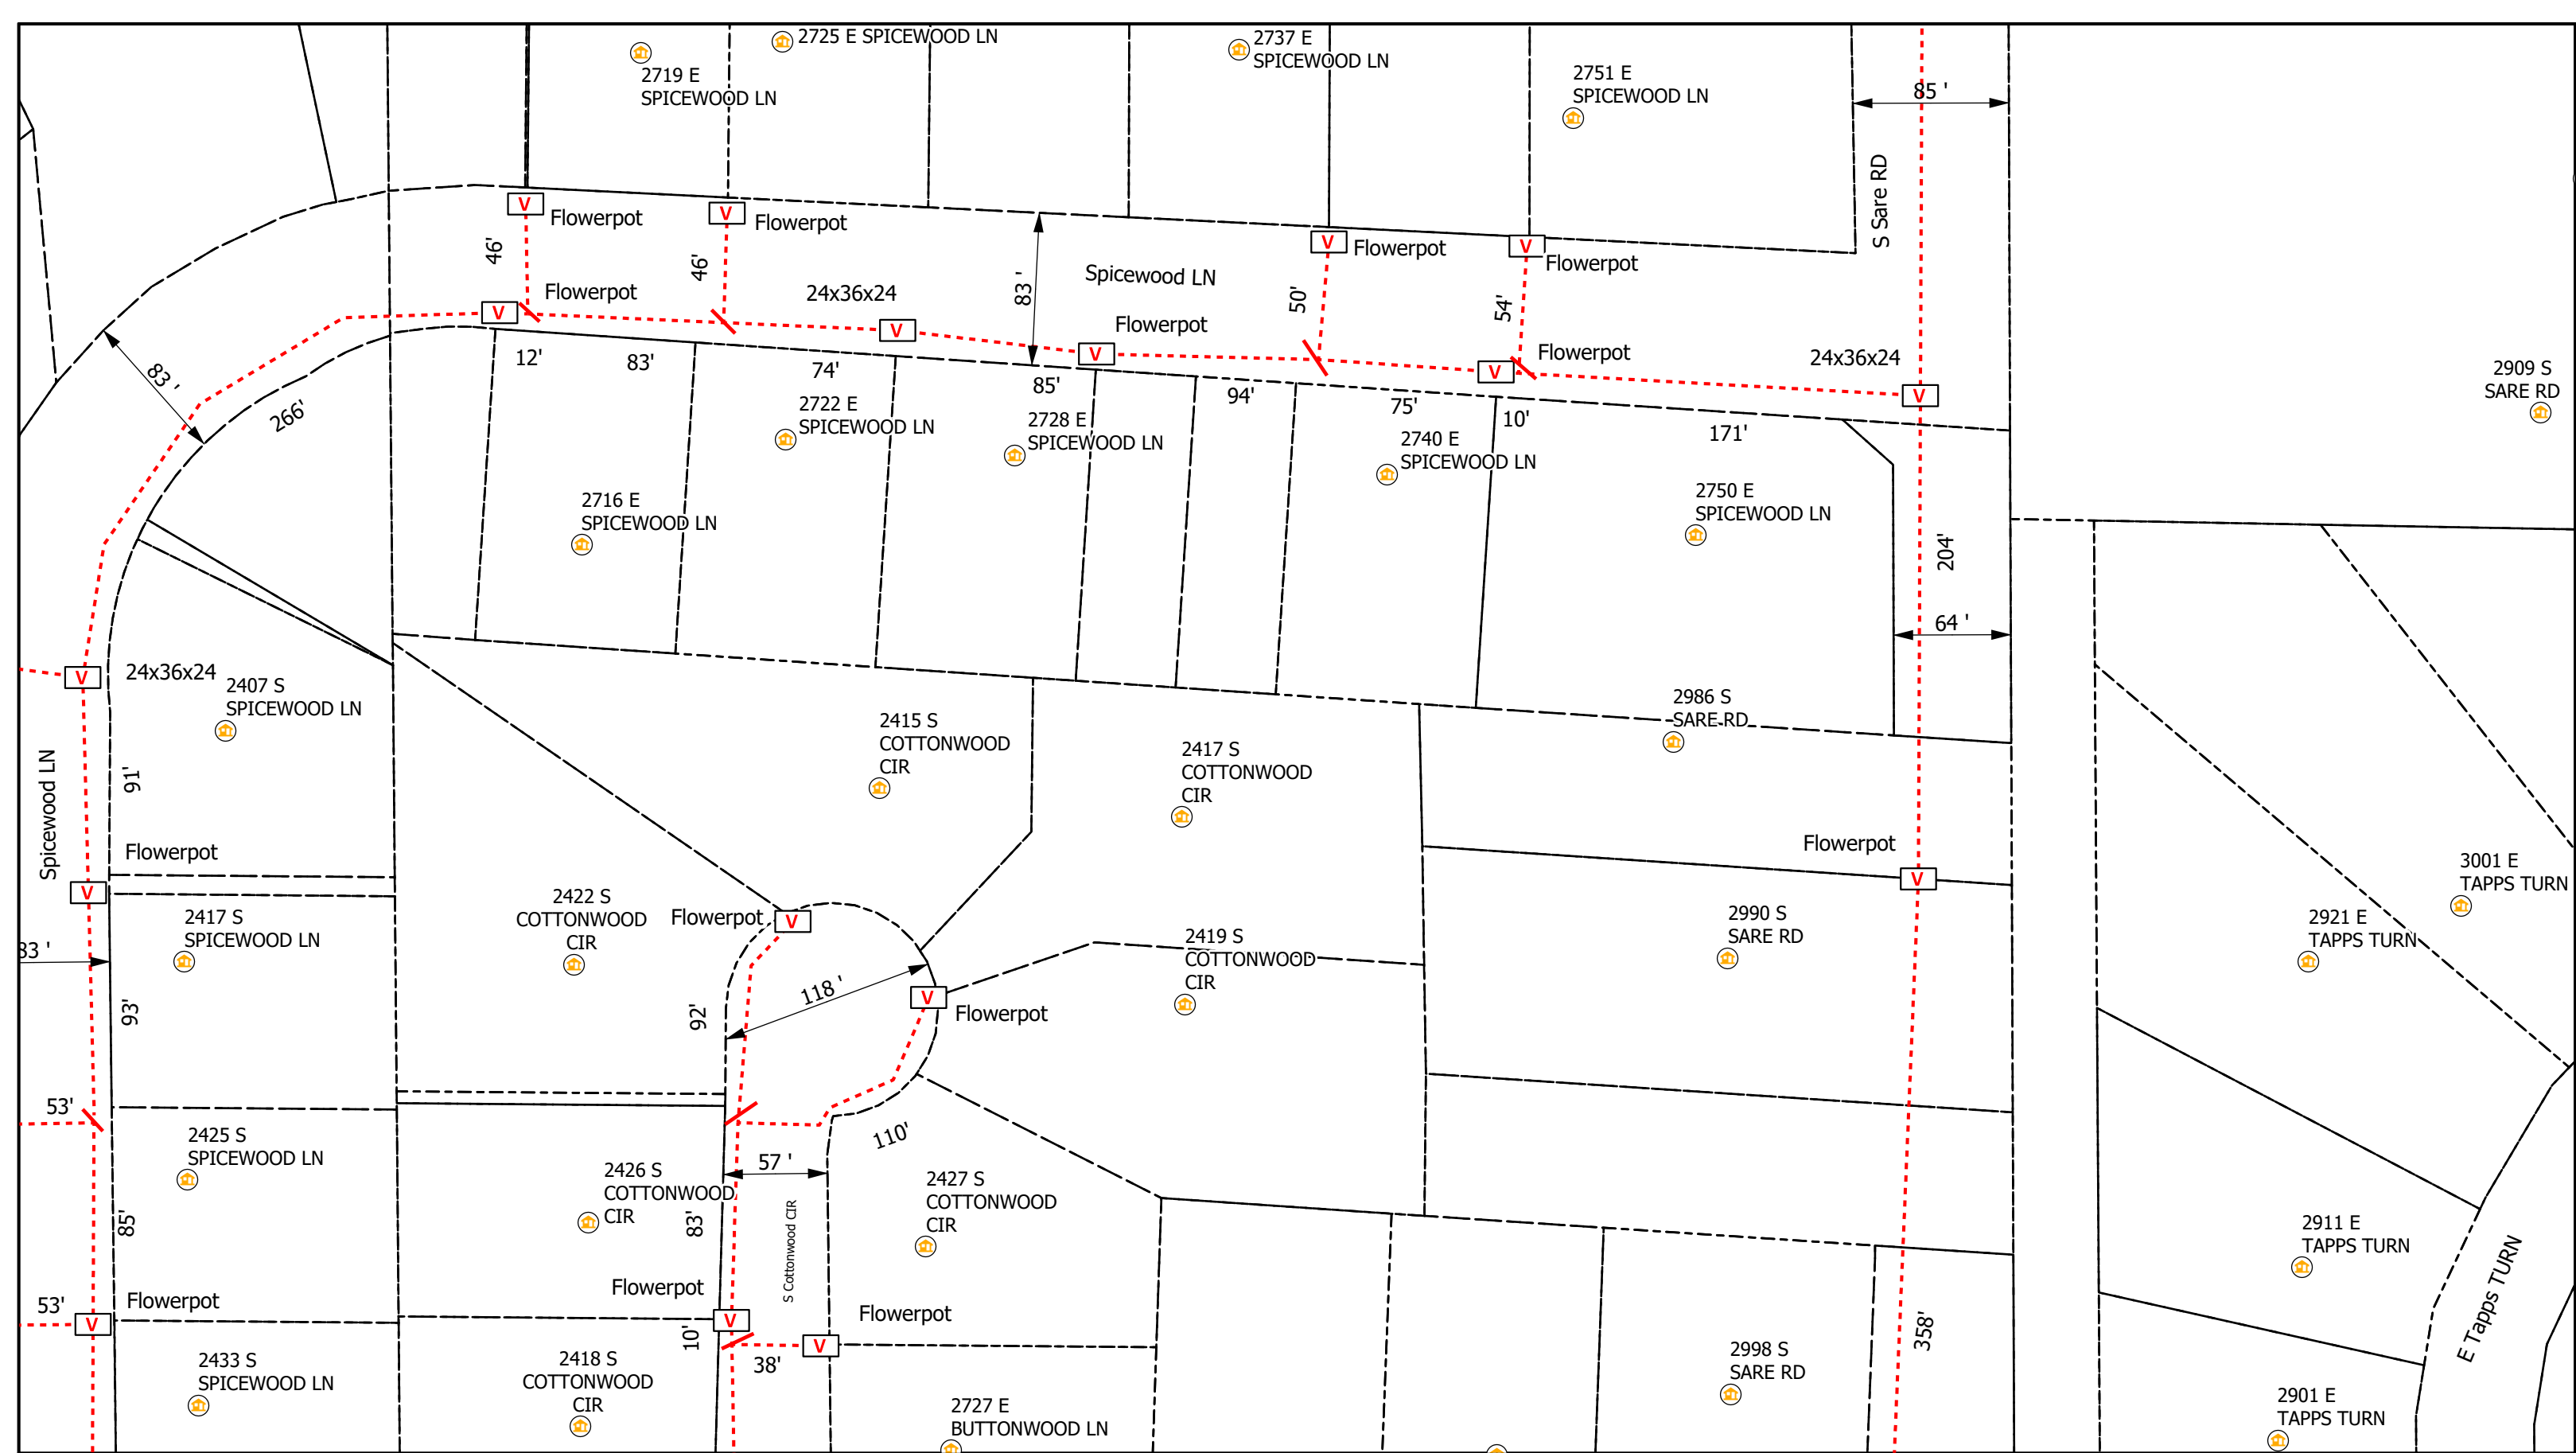 2719 E
SPICEWOOD LN
2725 E SPICEWOOD LN
2737 E
SPICEWOOD LN
2751 E
SPICEWOOD LN
85 '
S Sare RD
V
Flowerpot
V
Flowerpot
V
Flowerpot
V
Flowerpot
46'
46'
83 '
Spicewood LN
50'
54'
V
Flowerpot
24x36x24
V
Flowerpot
V
Flowerpot
V
24x36x24
V
83 '
266'
12'
83'
74'
85'
94'
75'
10'
171'
2722 E
SPICEWOOD LN
2728 E
SPICEWOOD LN
2740 E
SPICEWOOD LN
2909 S
SARE RD
2716 E
SPICEWOOD LN
2750 E
SPICEWOOD LN
204'
64 '
V
24x36x24
2407 S
SPICEWOOD LN
2415 S
COTTONWOOD
CIR
2417 S
COTTONWOOD
CIR
2986 S
SARE RD
Spicewood LN
91'
Flowerpot
V
Flowerpot
V
2422 S
COTTONWOOD
CIR
Flowerpot
V
3001 E
TAPPS TURN
2417 S
SPICEWOOD LN
83 '
2419 S
COTTONWOOD
CIR
2990 S
SARE RD
2921 E
TAPPS TURN
93'
92'
118 '
V
Flowerpot
53'
110'
2425 S
SPICEWOOD LN
57 '
2426 S
COTTONWOOD
CIR
2427 S
COTTONWOOD
CIR
85'
83'
S Cottonwood CIR
2911 E
TAPPS TURN
E Tapps TURN
53'
V
Flowerpot
Flowerpot
V
10'
38'
V
Flowerpot
358'
2433 S
SPICEWOOD LN
2418 S
COTTONWOOD
CIR
2998 S
SARE RD
2727 E
BUTTONWOOD LN
2901 E
TAPPS TURN